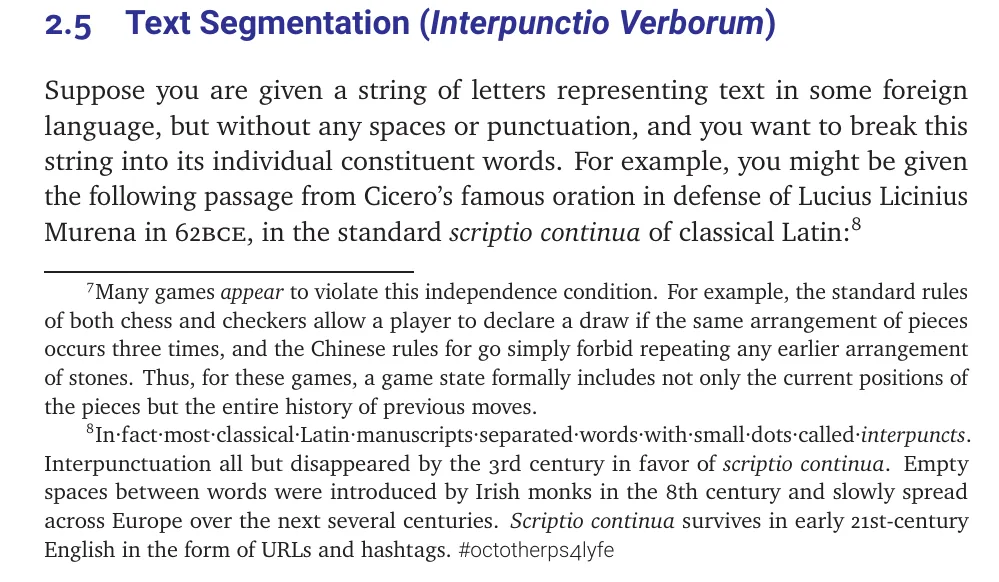 2.5 Text Segmentation (Interpunctio Verborum)
Suppose you are given a string of letters representing text in some foreign
language, but without any spaces or punctuation, and you want to break this
string into its individual constituent words. For example, you might be given
the following passage from Cicero’s famous oration in defense of Lucius Licinius
Murena in 62BCE, in the standard scriptio continua of classical Latin:⁸
⁷Many games appear to violate this independence condition. For example, the standard rules
of both chess and checkers allow a player to declare a draw if the same arrangement of pieces
occurs three times, and the Chinese rules for go simply forbid repeating any earlier arrangement
of stones. Thus, for these games, a game state formally includes not only the current positions of
the pieces but the entire history of previous moves.
⁸In·fact·most·classical·Latin·manuscripts·separated·words·with·small·dots·called·interpuncts.
Interpunctuation all but disappeared by the 3rd century in favor of scriptio continua. Empty
spaces between words were introduced by Irish monks in the 8th century and slowly spread
across Europe over the next several centuries. Scriptio continua survives in early 21st-century
English in the form of URLs and hashtags. #octotherps4lyfe